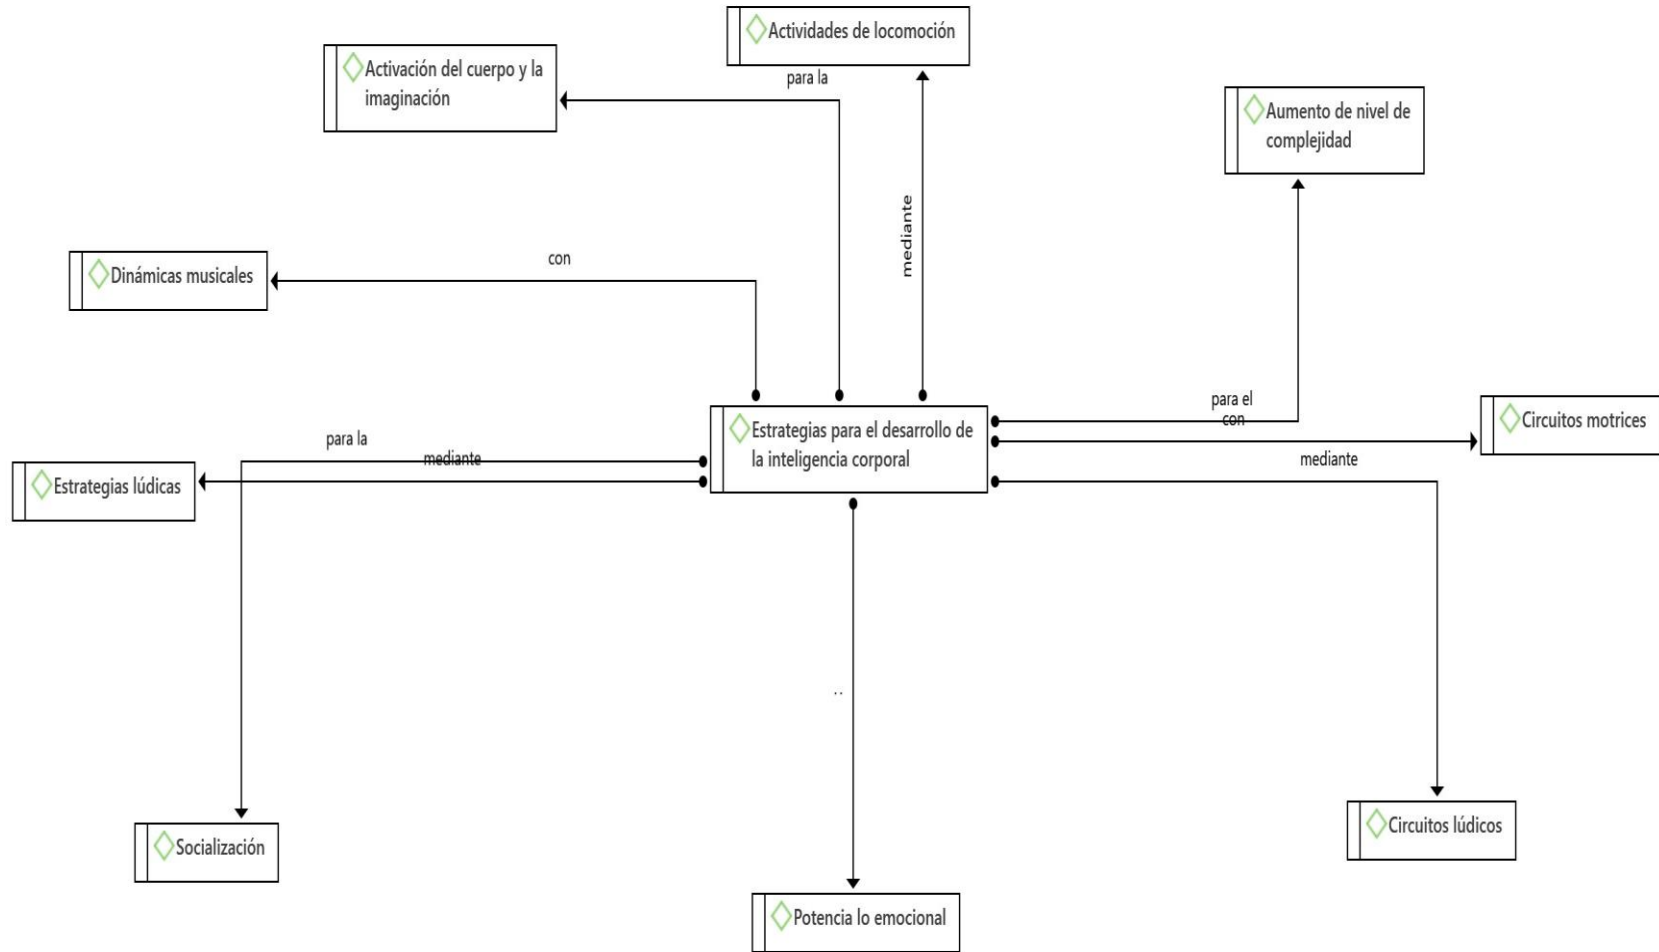 Actividades de locomoción
Activación del cuerpo y la
imaginación
para la
Aumento de nivel de
complejidad
mediante
Dinámicas musicales
con
para el
con
Circuitos motrices
Estrategias para el desarrollo de
la inteligencia corporal
para la
mediante
mediante
Estrategias lúdicas
..
Circuitos lúdicos
Socialización
Potencia lo emocional